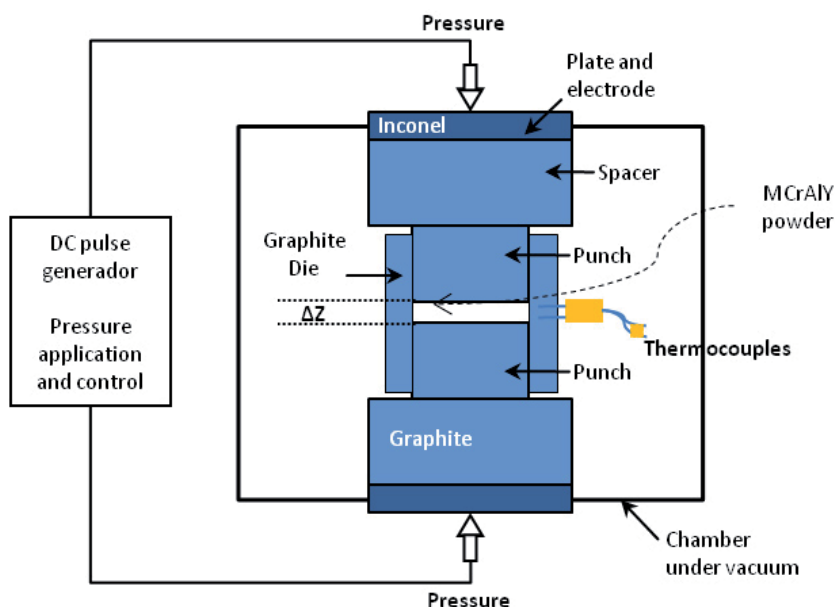 Pressure
Plate and
electrode
Inconel
Spacer
MCrAlY
powder
DC pulse
generador
Pressure
application
and control
Graphite
Die
Punch
ΔZ
Thermocouples
Punch
Graphite
Chamber
under vacuum
Pressure